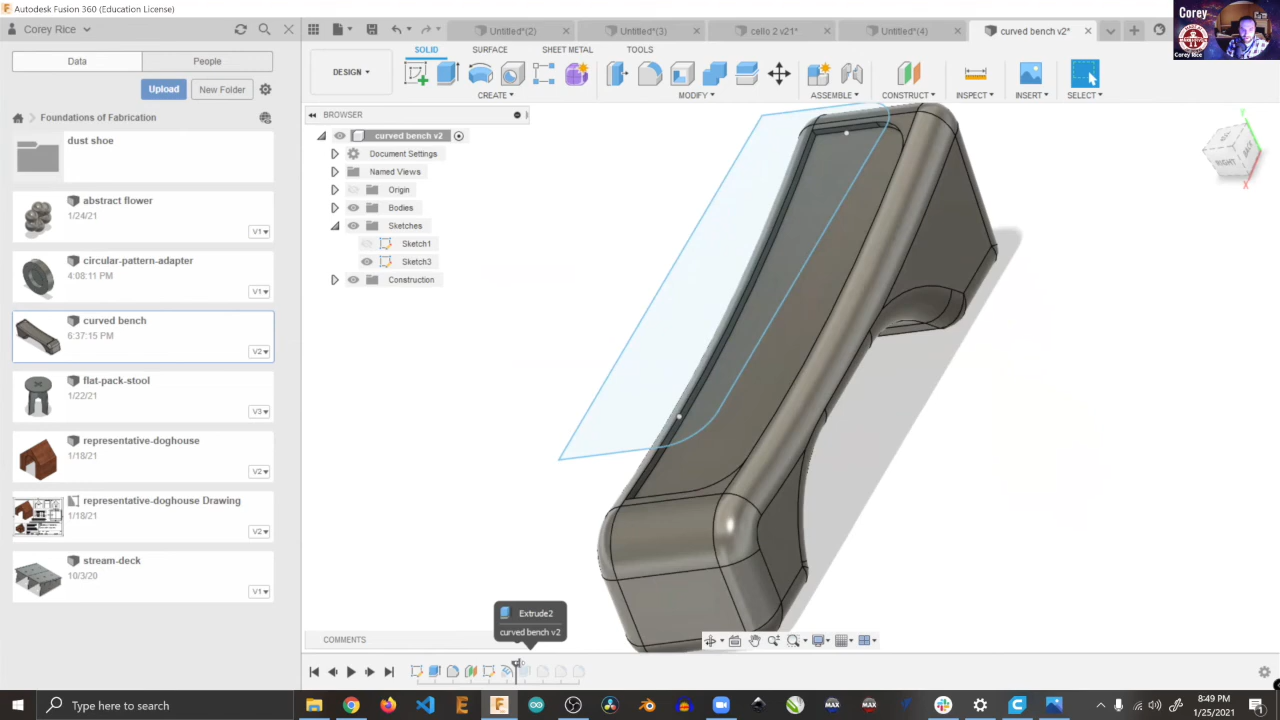 Autodesk Fusion 360 (Education License)
Corey Rice
Untitled*(2)
Untitled*(3)
cello 2 v21*
Untitled*(4)
curved bench v2*
Corey
Corey Rice
Data
People
SOLID
SURFACE
SHEET METAL
TOOLS
DESIGN
Upload
New Folder
CREATE
MODIFY
ASSEMBLE
CONSTRUCT
INSPECT
INSERT
SELECT
Foundations of Fabrication
BROWSER
dust shoe
curved bench v2
Document Settings
Named Views
Origin
Bodies
Sketches
Sketch1
Sketch3
Construction
RIGHT
BACK
Y
X
abstract flower
1/24/21
V1
circular-pattern-adapter
4:08:11 PM
V1
curved bench
6:37:15 PM
V2
flat-pack-stool
1/22/21
V3
representative-doghouse
1/18/21
V2
representative-doghouse Drawing
1/18/21
V2
stream-deck
10/3/20
V1
Extrude2
curved bench v2
COMMENTS
Type here to search
MAX
MAX
8:49 PM
1/25/2021